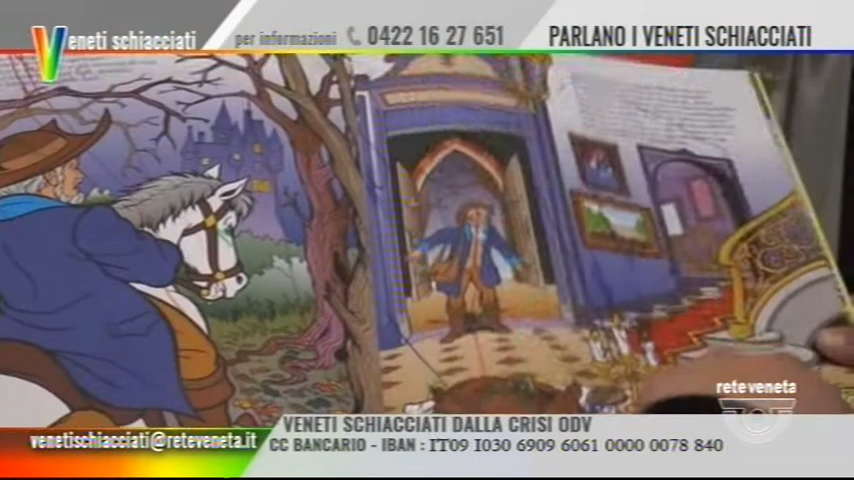 Veneti schiacciati
per informazioni 0422 16 27 651
PARLANO I VENETI SCHIACCIATI
reteveneta
VENETI SCHIACCIATI DALLA CRISI ODV
venetischiacciati@reteveneta.it
CC BANCARIO - IBAN : IT09 I030 6909 6061 0000 0078 840